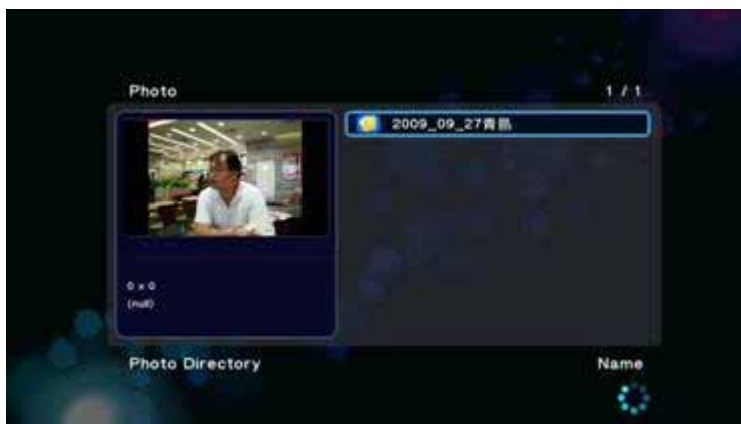 Photo
1 / 1
2009_09_27青島
0 x 0
(null)
Photo Directory
Name